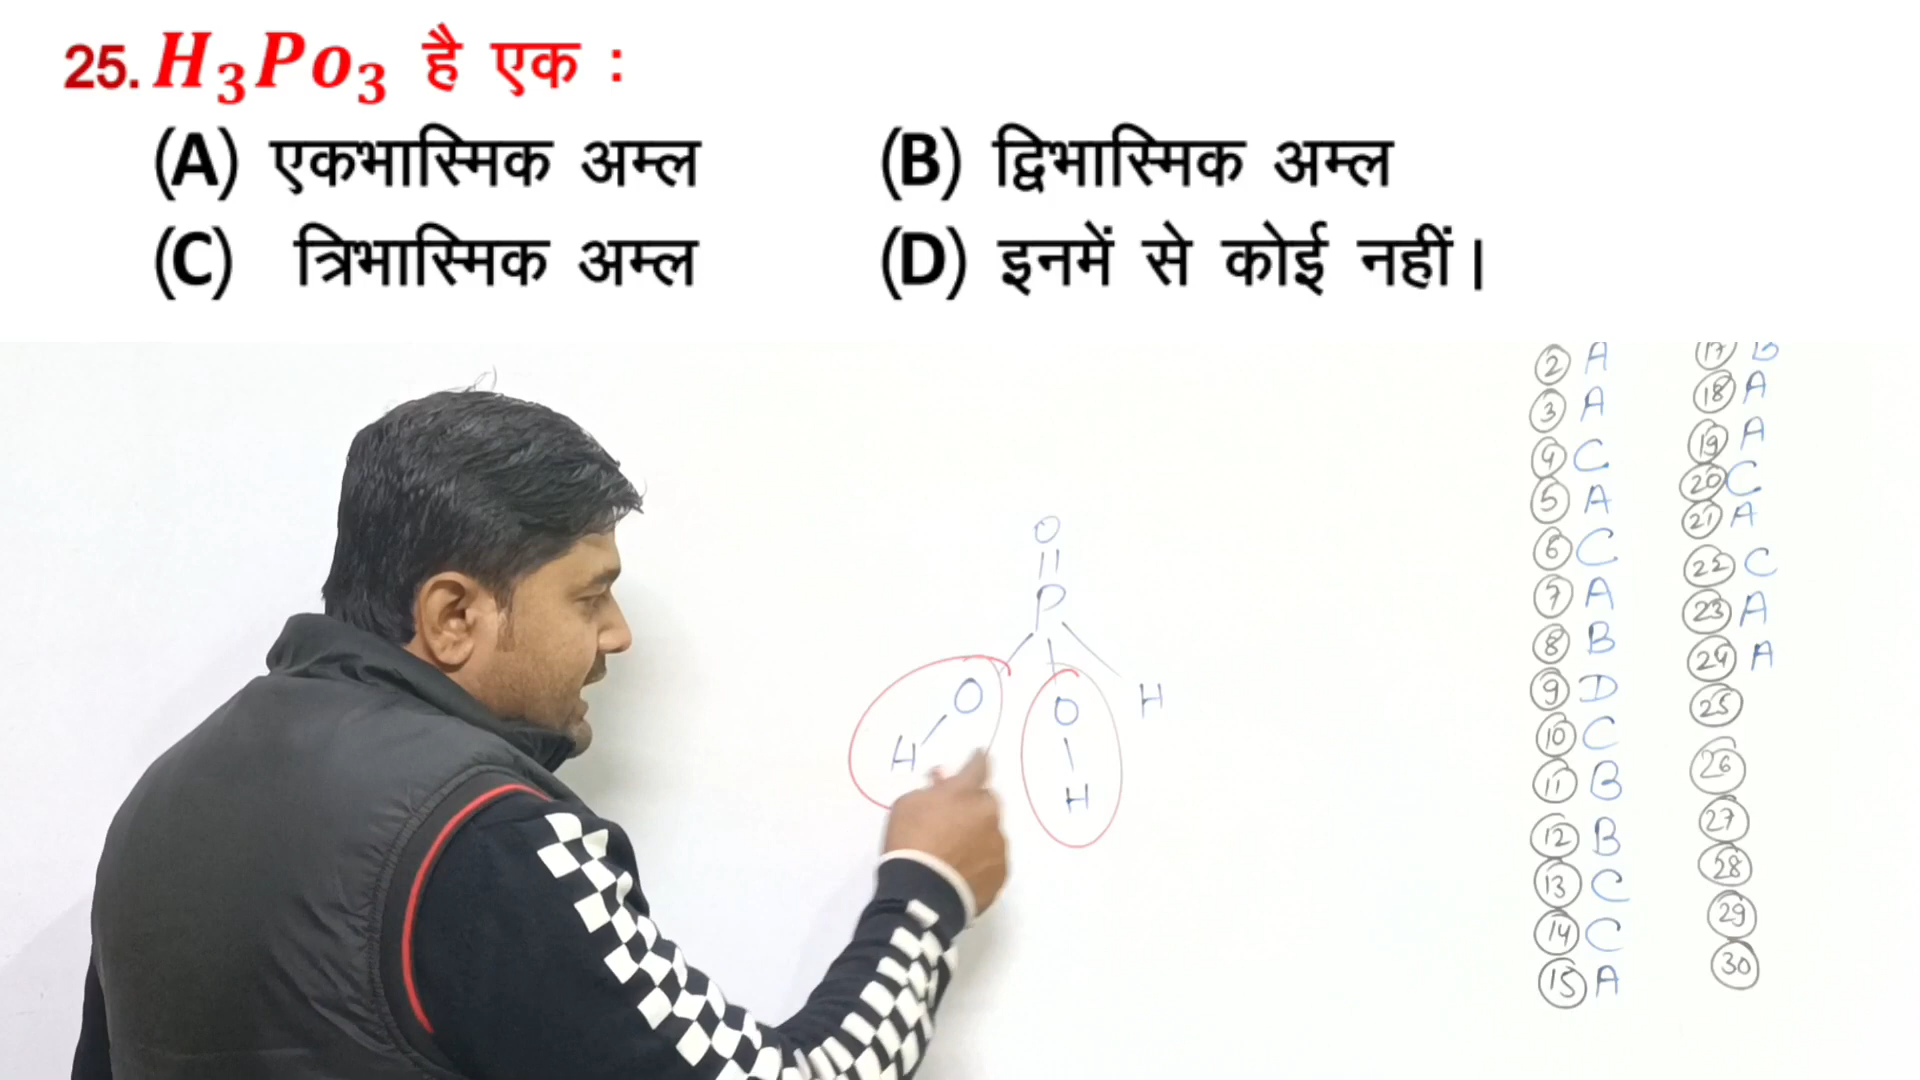 25. H₃Po₃ है एक :
(A) एकभास्मिक अम्ल (B) द्विभास्मिक अम्ल
(C) त्रिभास्मिक अम्ल (D) इनमें से कोई नहीं।
O
||
P
O O H
H H
2 A 17 B
3 A 18 A
4 C 19 A
5 A 20 C
6 C 21 A
7 A 22 C
8 B 23 A
9 D 24 A
10 C 25
11 B 26
12 B 27
13 C 28
14 C 29
15 A 30